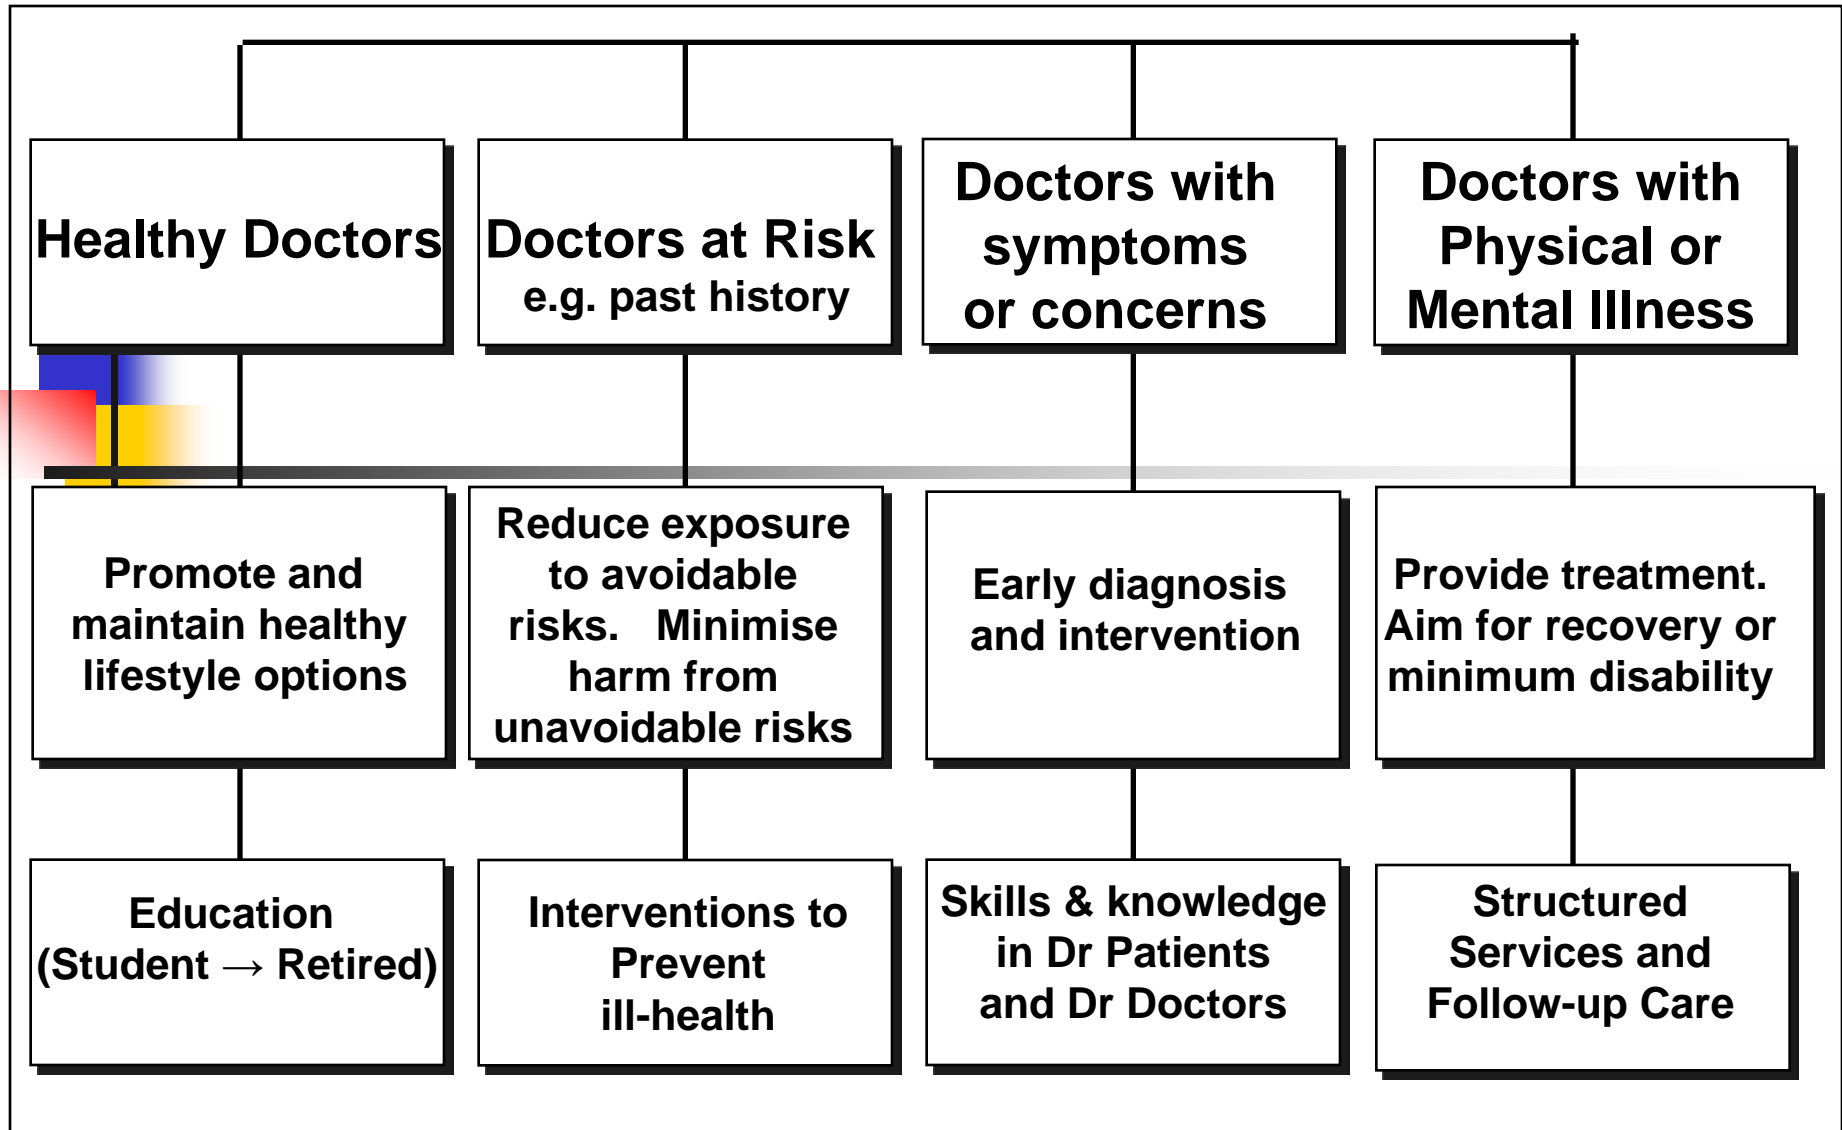 Healthy Doctors
Doctors at Risk
e.g. past history
Doctors with
symptoms
or concerns
Doctors with
Physical or
Mental Illness
Promote and
maintain healthy
lifestyle options
Reduce exposure
to avoidable
risks. Minimise
harm from
unavoidable risks
Early diagnosis
and intervention
Provide treatment.
Aim for recovery or
minimum disability
Education
(Student → Retired)
Interventions to
Prevent
ill-health
Skills & knowledge
in Dr Patients
and Dr Doctors
Structured
Services and
Follow-up Care